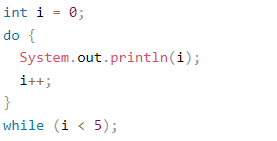 int i = 0;
do {
  System.out.println(i);
  i++;
}
while (i < 5);